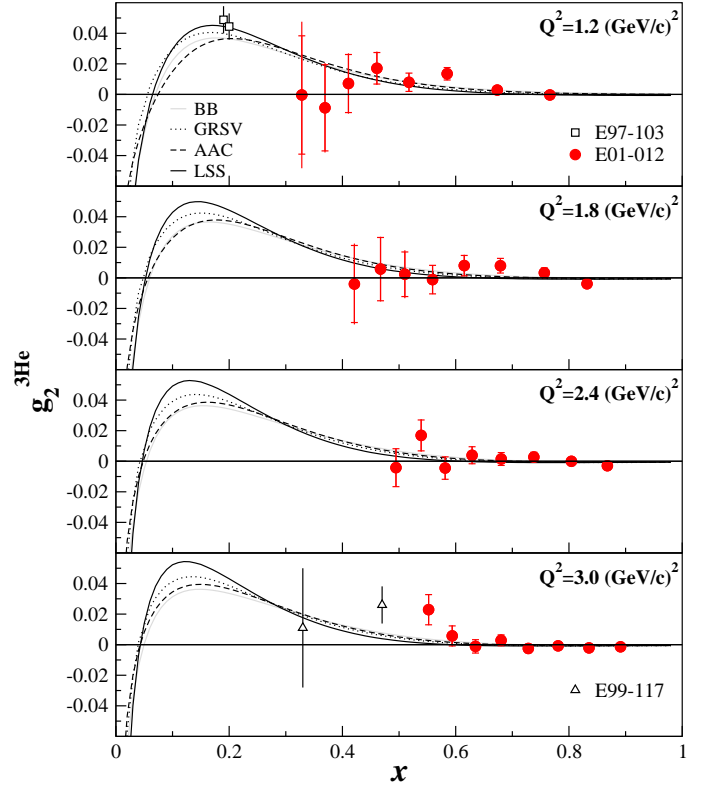 Q²=1.2 (GeV/c)²
0.04
0.02
0
-0.02
-0.04
BB
GRSV
AAC
LSS
E97-103
E01-012
Q²=1.8 (GeV/c)²
0.04
0.02
0
-0.02
-0.04
g₂³ᴴᵉ
Q²=2.4 (GeV/c)²
0.04
0.02
0
-0.02
-0.04
Q²=3.0 (GeV/c)²
0.04
0.02
0
-0.02
-0.04
E99-117
0 0.2 0.4 0.6 0.8 1
x